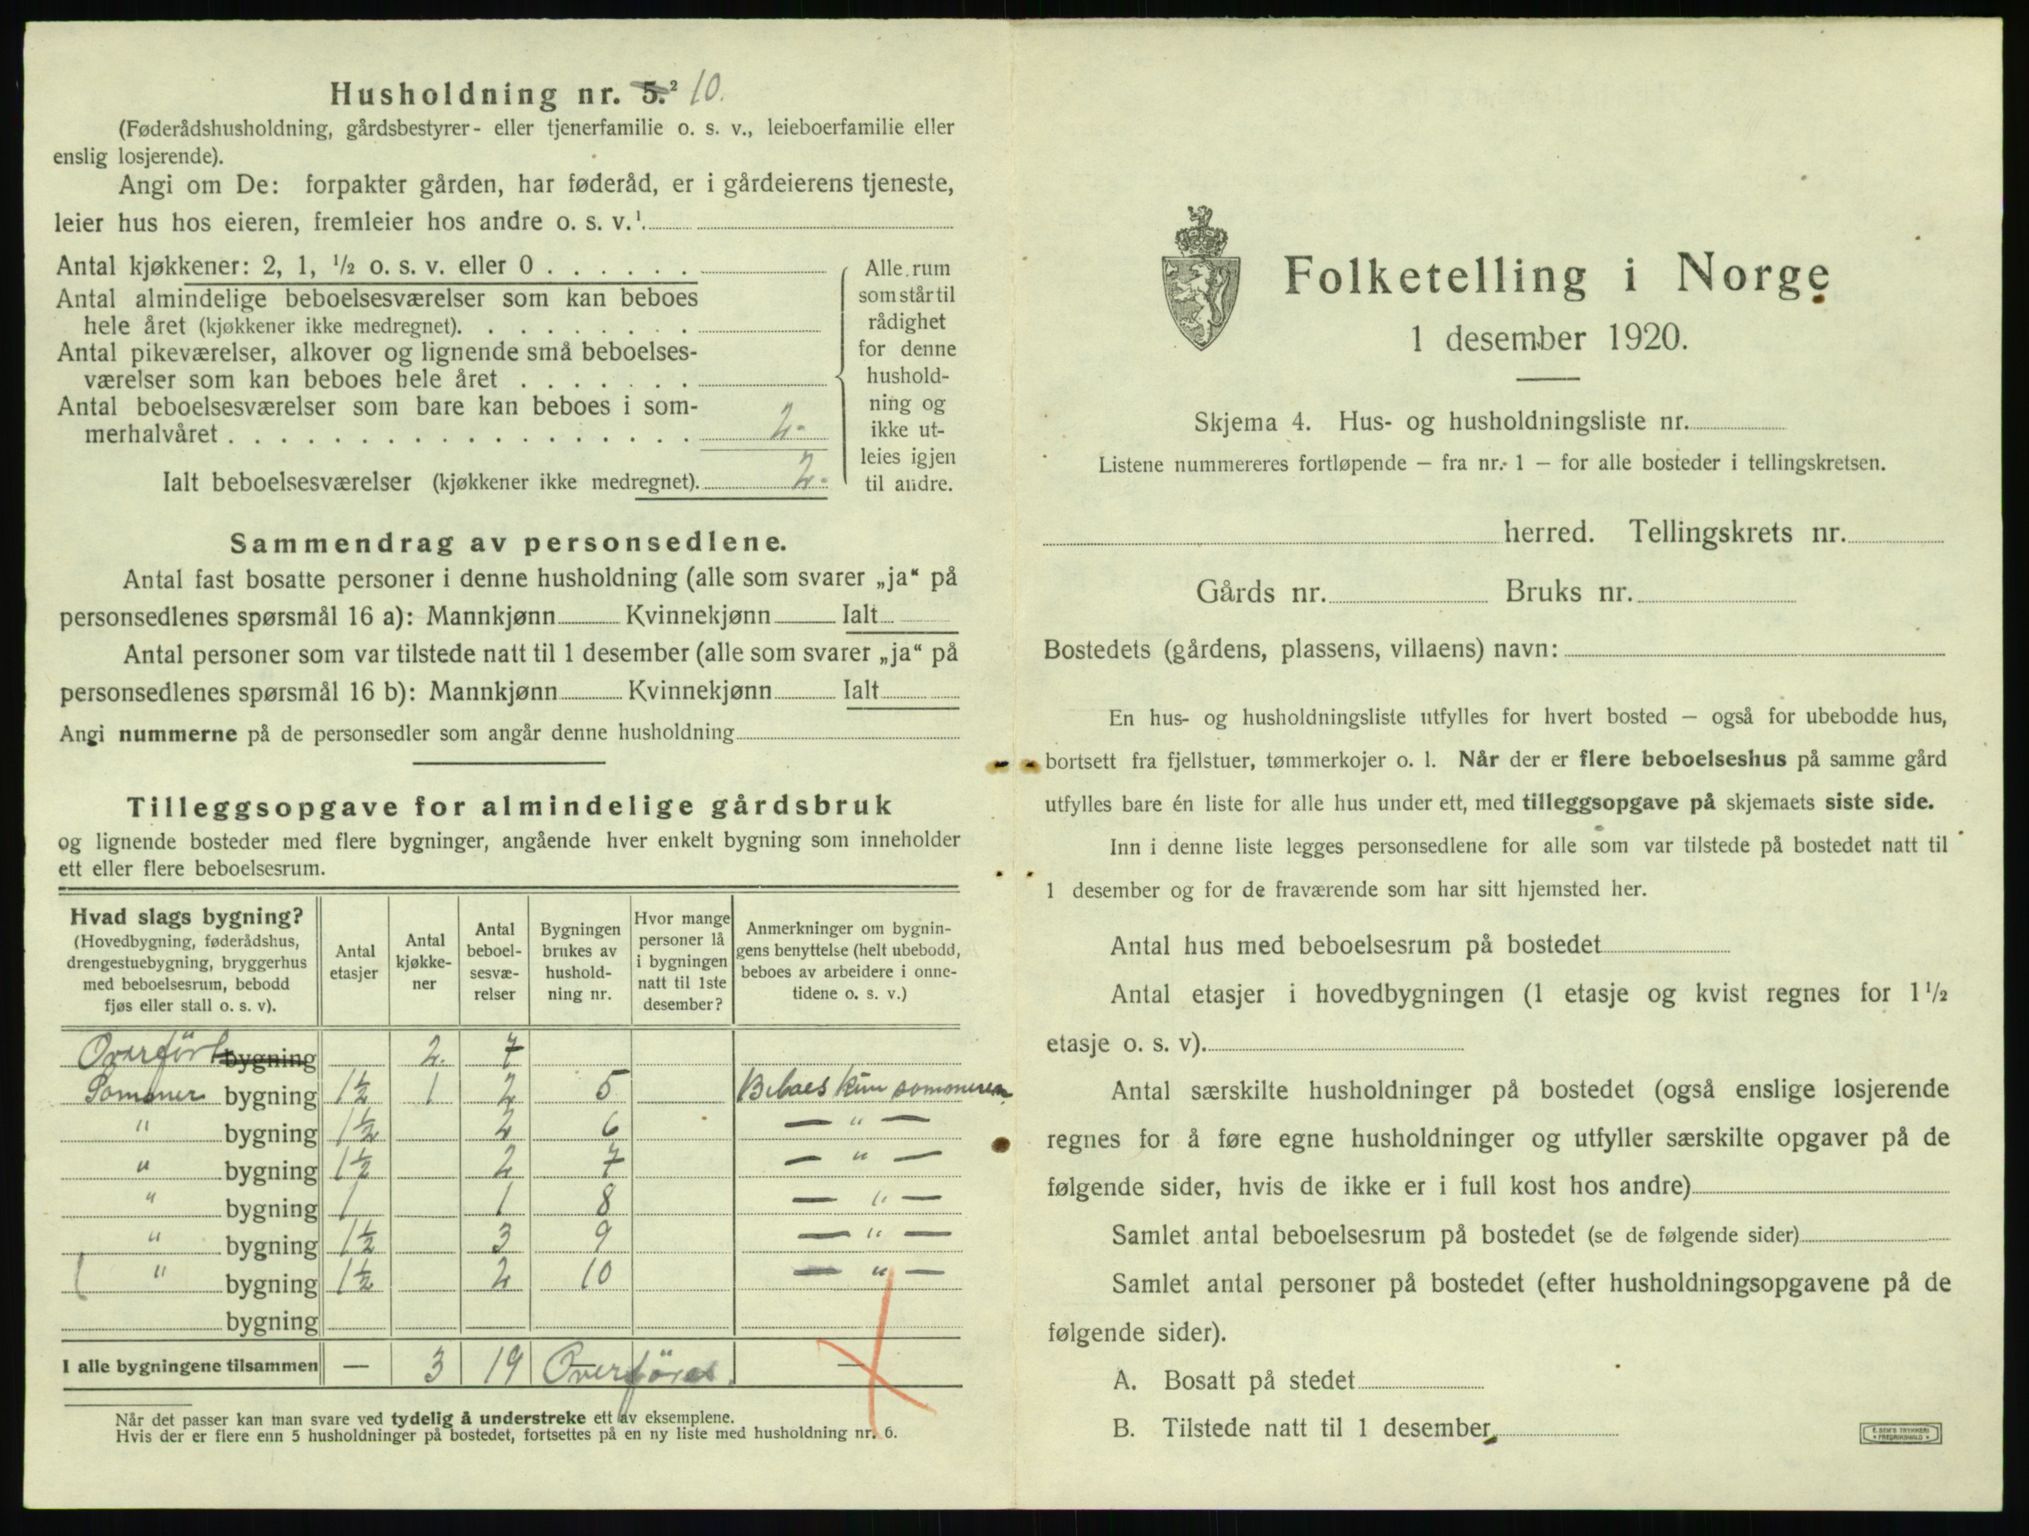 Husholdning nr. 5.² 10.
(Føderådshusholdning, gårdsbestyrer- eller tjenerfamilie o. s. v., leieboerfamilie eller
enslig losjerende).
Angi om De: forpakter gården, har føderåd, er i gårdeierens tjeneste,
leier hus hos eieren, fremleier hos andre o. s. v.¹
Antal kjøkkener: 2, 1, ½ o. s. v. eller 0 . . . . . .
Antal almindelige beboelsesværelser som kan beboes
hele året (kjøkkener ikke medregnet). . . . . . . . .
Antal pikeværelser, alkover og lignende små beboelses-
værelser som kan beboes hele året . . . . . . .
Antal beboelsesværelser som bare kan beboes i som-
merhalvåret . . . . . . . . . . . . . . . . . . 2.
Ialt beboelsesværelser (kjøkkener ikke medregnet). 2.
Alle rum
som står til
rådighet
for denne
hushold-
ning og
ikke ut-
leies igjen
til andre.
Sammendrag av personsedlene.
Antal fast bosatte personer i denne husholdning (alle som svarer „ja“ på
personsedlenes spørsmål 16 a): Mannkjønn Kvinnekjønn Ialt
Antal personer som var tilstede natt til 1 desember (alle som svarer „ja“ på
personsedlenes spørsmål 16 b): Mannkjønn Kvinnekjønn Ialt
Angi nummerne på de personsedler som angår denne husholdning
Tilleggsopgave for almindelige gårdsbruk
og lignende bosteder med flere bygninger, angående hver enkelt bygning som inneholder
ett eller flere beboelsesrum.
Hvad slags bygning?
(Hovedbygning, føderådshus,
drengestuebygning, bryggerhus
med beboelsesrum, bebodd
fjøs eller stall o. s. v).
Antal
etasjer
Antal
kjøkke-
ner
Antal
beboel-
sesvæ-
relser
Bygningen
brukes av
hushold-
ning nr.
Hvor mange
personer lå
i bygningen
natt til 1ste
desember?
Anmerkninger om bygnin-
gens benyttelse (helt ubebodd,
beboes av arbeidere i onne-
tidene o. s. v.)
Overført bygning 2. 7
Sommer bygning 1½ 1 2 5 Beboes kun sommeren
" bygning 1½ 2 6 — " —
" bygning 1½ 2 7 — " —
" bygning 1 1 8 — " —
" bygning 1½ 3 9 — " —
" bygning 1½ 2 10 — " —
bygning
I alle bygningene tilsammen — 3 19 Overføres —
Når det passer kan man svare ved tydelig å understreke ett av eksemplene.
Hvis der er flere enn 5 husholdninger på bostedet, fortsettes på en ny liste med husholdning nr. 6.
Folketelling i Norge
1 desember 1920.
Skjema 4. Hus- og husholdningsliste nr.
Listene nummereres fortløpende – fra nr. 1 – for alle bosteder i tellingskretsen.
herred. Tellingskrets nr.
Gårds nr. Bruks nr.
Bostedets (gårdens, plassens, villaens) navn:
En hus- og husholdningsliste utfylles for hvert bosted – også for ubebodde hus,
bortsett fra fjellstuer, tømmerkojer o. l. Når der er flere beboelseshus på samme gård
utfylles bare én liste for alle hus under ett, med tilleggsopgave på skjemaets siste side.
Inn i denne liste legges personsedlene for alle som var tilstede på bostedet natt til
1 desember og for de fraværende som har sitt hjemsted her.
Antal hus med beboelsesrum på bostedet
Antal etasjer i hovedbygningen (1 etasje og kvist regnes for 1½
etasje o. s. v).
Antal særskilte husholdninger på bostedet (også enslige losjerende
regnes for å føre egne husholdninger og utfyller særskilte opgaver på de
følgende sider, hvis de ikke er i full kost hos andre)
Samlet antal beboelsesrum på bostedet (se de følgende sider)
Samlet antal personer på bostedet (efter husholdningsopgavene på de
følgende sider).
A. Bosatt på stedet
B. Tilstede natt til 1 desember
E. SEM'S TRYKKERI
FREDRIKSHALD